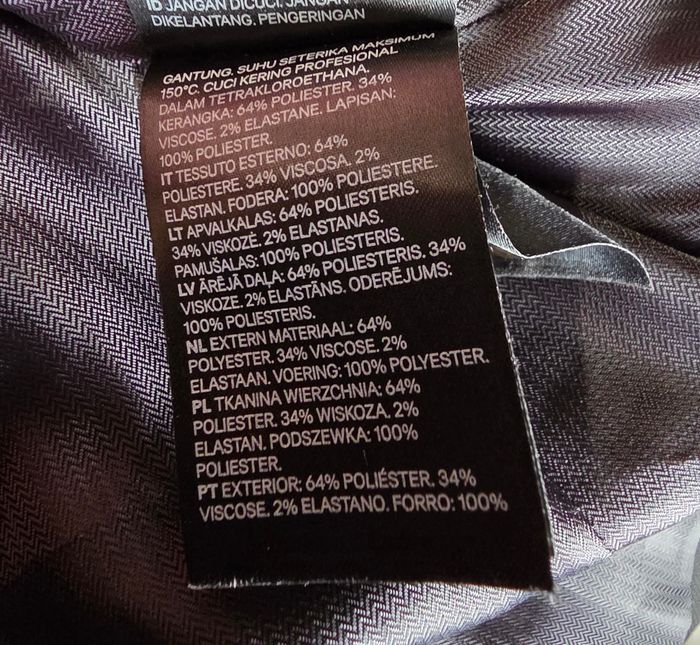 ID JANGAN DICUCI. JANGAN
DIKELANTANG, PENGERINGAN
GANTUNG. SUHU SETERIKA MAKSIMUM
150°C. CUCI KERING PROFESIONAL
DALAM TETRAKLOROETHANA.
KERANGKA: 64% POLIESTER. 34%
VISCOSE. 2% ELASTANE. LAPISAN:
100% POLIESTER.
IT TESSUTO ESTERNO: 64%
POLIESTERE. 34% VISCOSA. 2%
ELASTAN. FODERA: 100% POLIESTERE.
LT APVALKALAS: 64% POLIESTERIS.
34% VISKOZĖ. 2% ELASTANAS.
PAMUŠALAS: 100% POLIESTERIS.
LV ĀRĒJĀ DAĻA: 64% POLIESTERIS. 34%
VISKOZE. 2% ELASTĀNS. ODERĒJUMS:
100% POLIESTERIS.
NL EXTERN MATERIAAL: 64%
POLYESTER. 34% VISCOSE. 2%
ELASTAAN. VOERING: 100% POLYESTER.
PL TKANINA WIERZCHNIA: 64%
POLIESTER. 34% WISKOZA. 2%
ELASTAN. PODSZEWKA: 100%
POLIESTER.
PT EXTERIOR: 64% POLIÉSTER. 34%
VISCOSE. 2% ELASTANO. FORRO: 100%